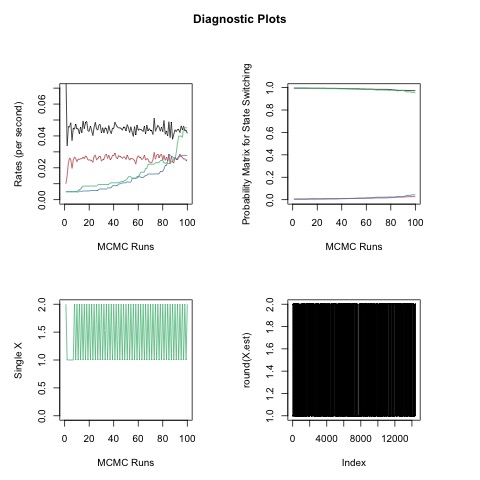 Diagnostic Plots
Rates (per second)
0.00 0.02 0.04 0.06
0 20 40 60 80 100
MCMC Runs
Probability Matrix for State Switching
0.0 0.2 0.4 0.6 0.8 1.0
0 20 40 60 80 100
MCMC Runs
Single X
0.0 0.5 1.0 1.5 2.0
0 20 40 60 80 100
MCMC Runs
round(X.est)
1.0 1.2 1.4 1.6 1.8 2.0
0 4000 8000 12000
Index